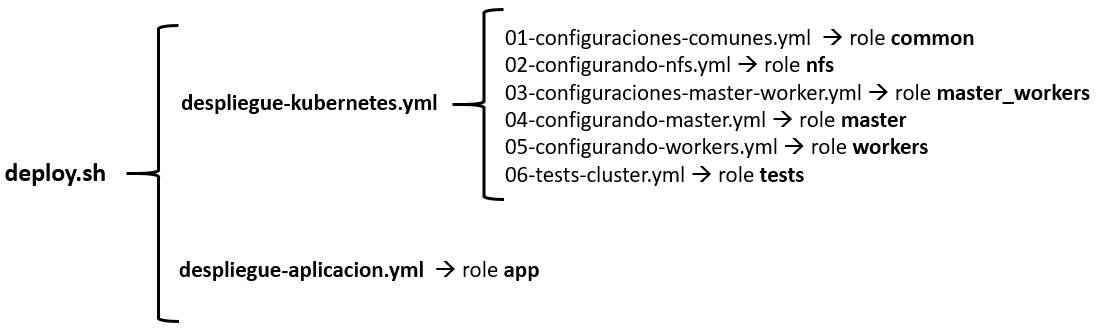 deploy.sh
despliegue-kubernetes.yml
01-configuraciones-comunes.yml → role common
02-configurando-nfs.yml → role nfs
03-configuraciones-master-worker.yml → role master_workers
04-configurando-master.yml → role master
05-configurando-workers.yml → role workers
06-tests-cluster.yml → role tests
despliegue-aplicacion.yml → role app